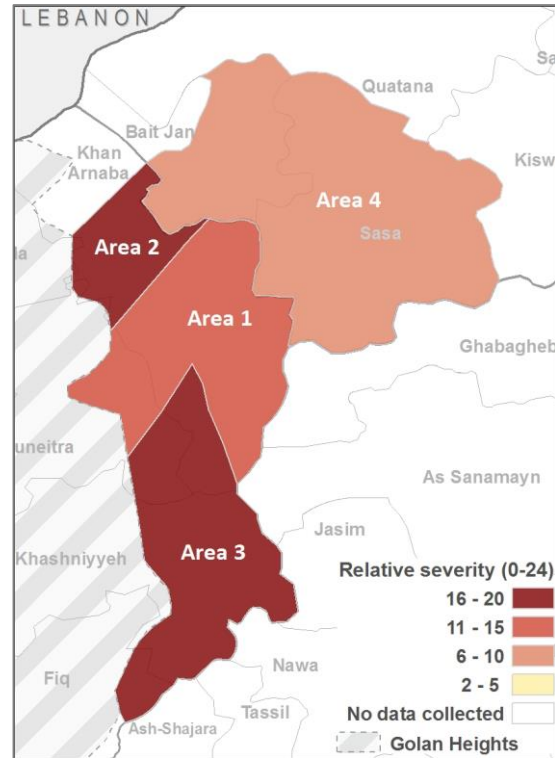 LEBANON
Sa
Quatana
Bait Jan
Khan
Arnaba
Kisw
Area 4
Sasa
Area 2
la
Area 1
Ghabagheb
uneitra
As Sanamayn
Jasim
Area 3
Khashniyyeh
Relative severity (0-24)
16 - 20
11 - 15
6 - 10
2 - 5
No data collected
Golan Heights
Nawa
Fiq
Tassil
Ash-Shajara